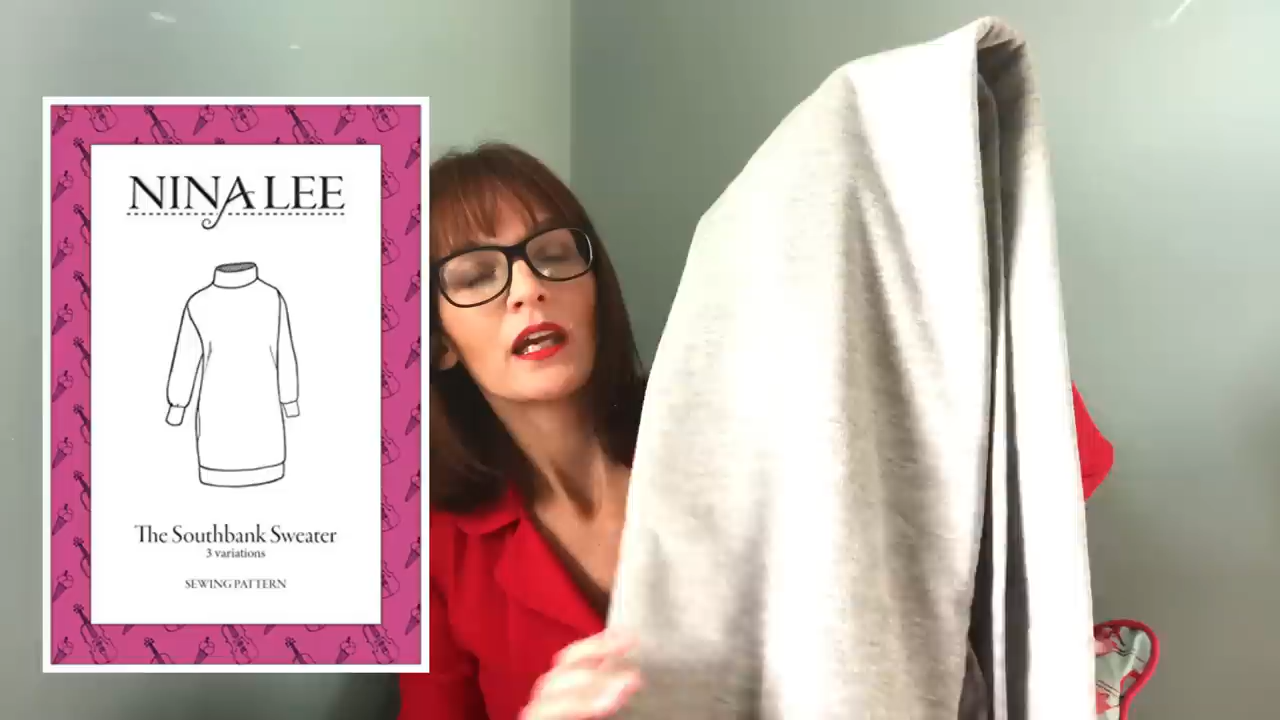 NINA LEE
The Southbank Sweater
3 variations
SEWING PATTERN